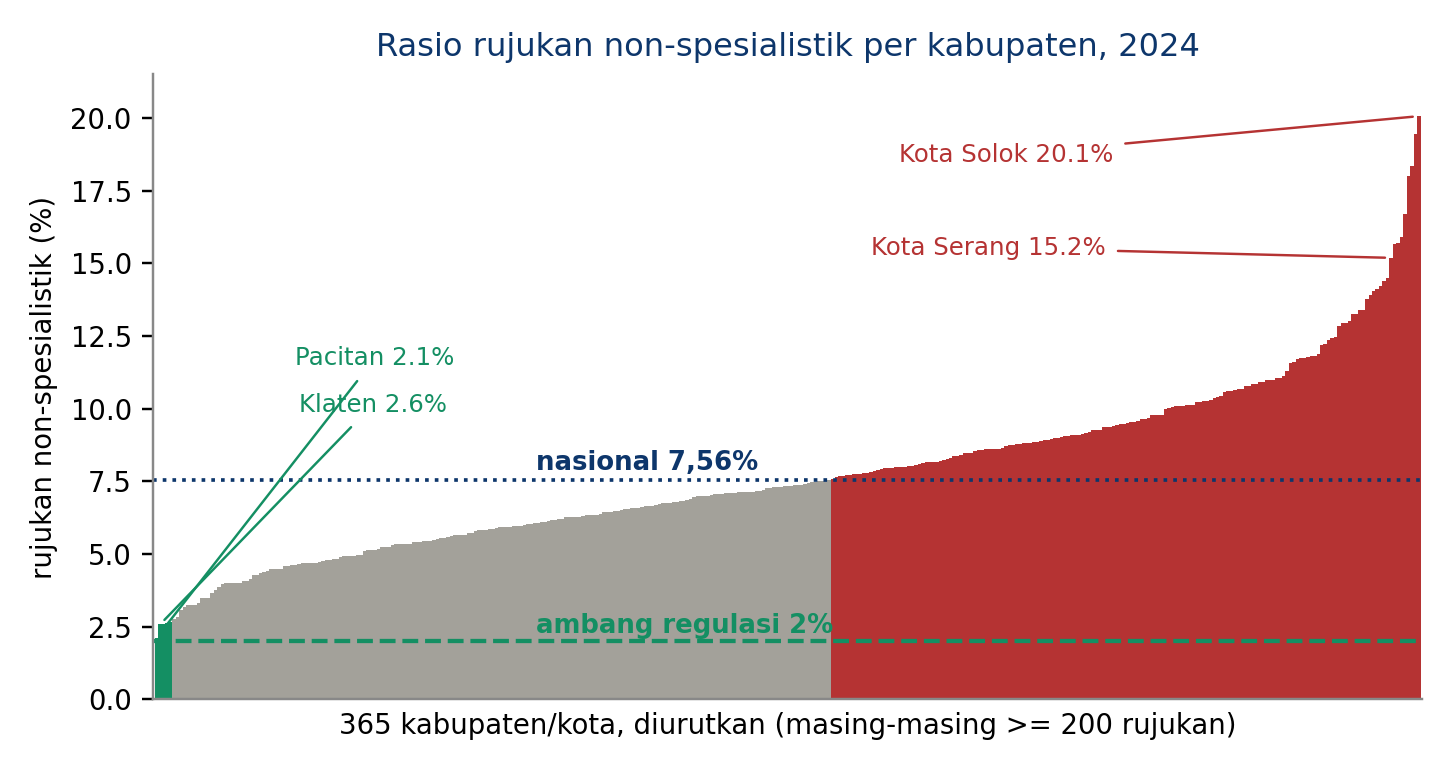 Rasio rujukan non-spesialistik per kabupaten, 2024
rujukan non-spesialistik (%)
20.0
17.5
15.0
12.5
10.0
7.5
5.0
2.5
0.0
Kota Solok 20.1%
Kota Serang 15.2%
Pacitan 2.1%
Klaten 2.6%
nasional 7,56%
ambang regulasi 2%
365 kabupaten/kota, diurutkan (masing-masing >= 200 rujukan)